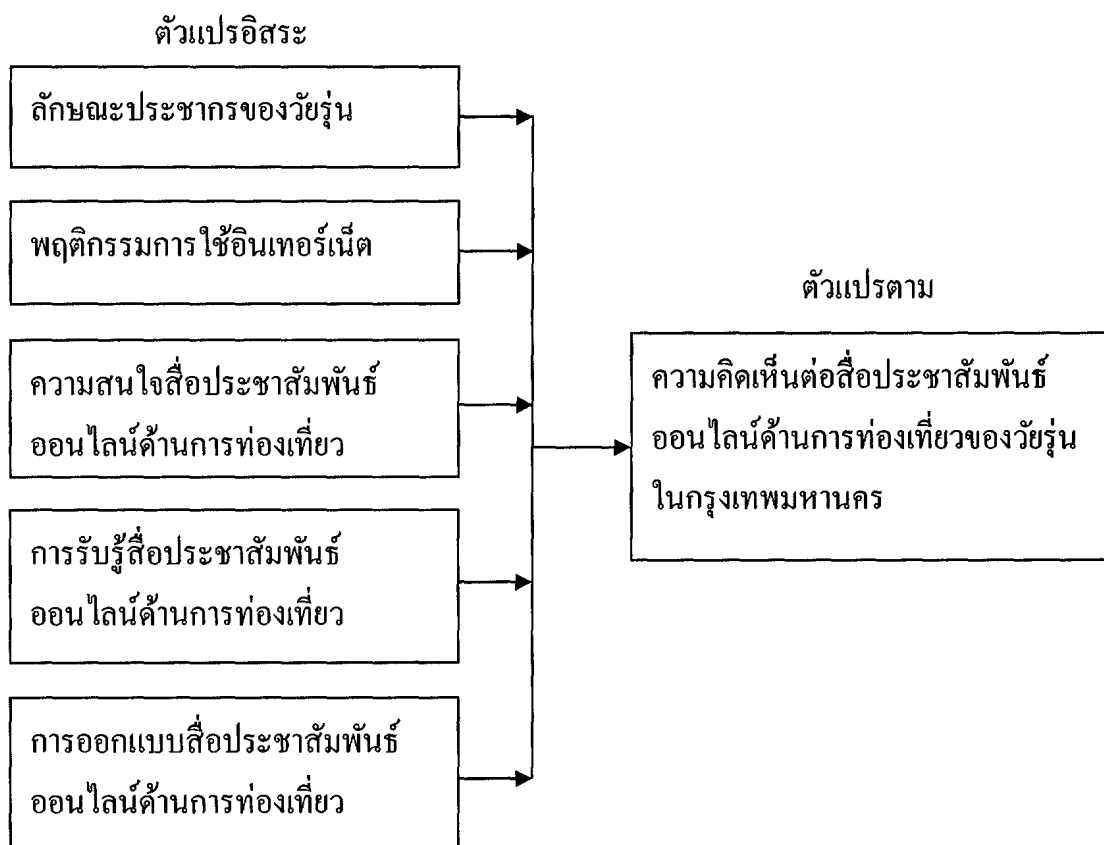 ตัวแปรอิสระ
ลักษณะประชากรของวัยรุ่น
พฤติกรรมการใช้อินเทอร์เน็ต
ความสนใจสื่อประชาสัมพันธ์
ออนไลน์ด้านการท่องเที่ยว
การรับรู้สื่อประชาสัมพันธ์
ออนไลน์ด้านการท่องเที่ยว
การออกแบบสื่อประชาสัมพันธ์
ออนไลน์ด้านการท่องเที่ยว
ตัวแปรตาม
ความคิดเห็นต่อสื่อประชาสัมพันธ์
ออนไลน์ด้านการท่องเที่ยวของวัยรุ่น
ในกรุงเทพมหานคร